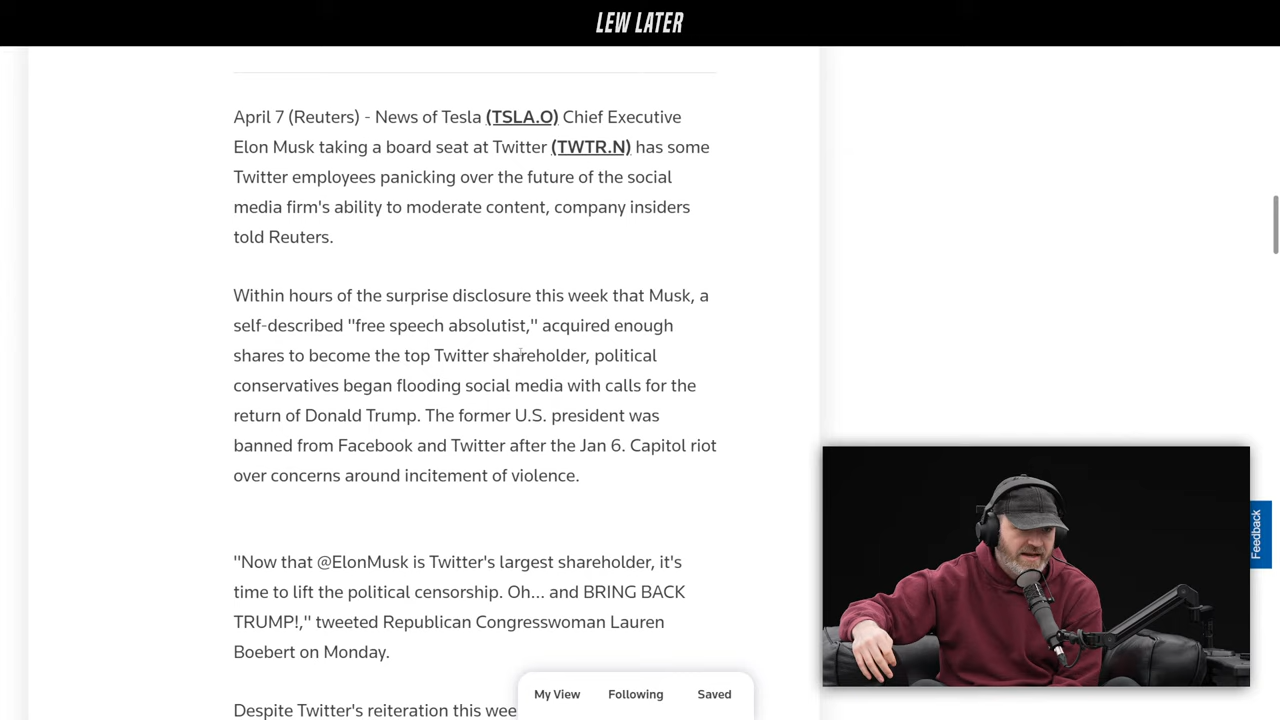 LEW LATER
April 7 (Reuters) - News of Tesla (TSLA.O) Chief Executive
Elon Musk taking a board seat at Twitter (TWTR.N) has some
Twitter employees panicking over the future of the social
media firm's ability to moderate content, company insiders
told Reuters.
Within hours of the surprise disclosure this week that Musk, a
self-described "free speech absolutist," acquired enough
shares to become the top Twitter shareholder, political
conservatives began flooding social media with calls for the
return of Donald Trump. The former U.S. president was
banned from Facebook and Twitter after the Jan 6. Capitol riot
over concerns around incitement of violence.
"Now that @ElonMusk is Twitter's largest shareholder, it's
time to lift the political censorship. Oh... and BRING BACK
TRUMP!," tweeted Republican Congresswoman Lauren
Boebert on Monday.
Despite Twitter's reiteration this wee
My View Following Saved
Feedback